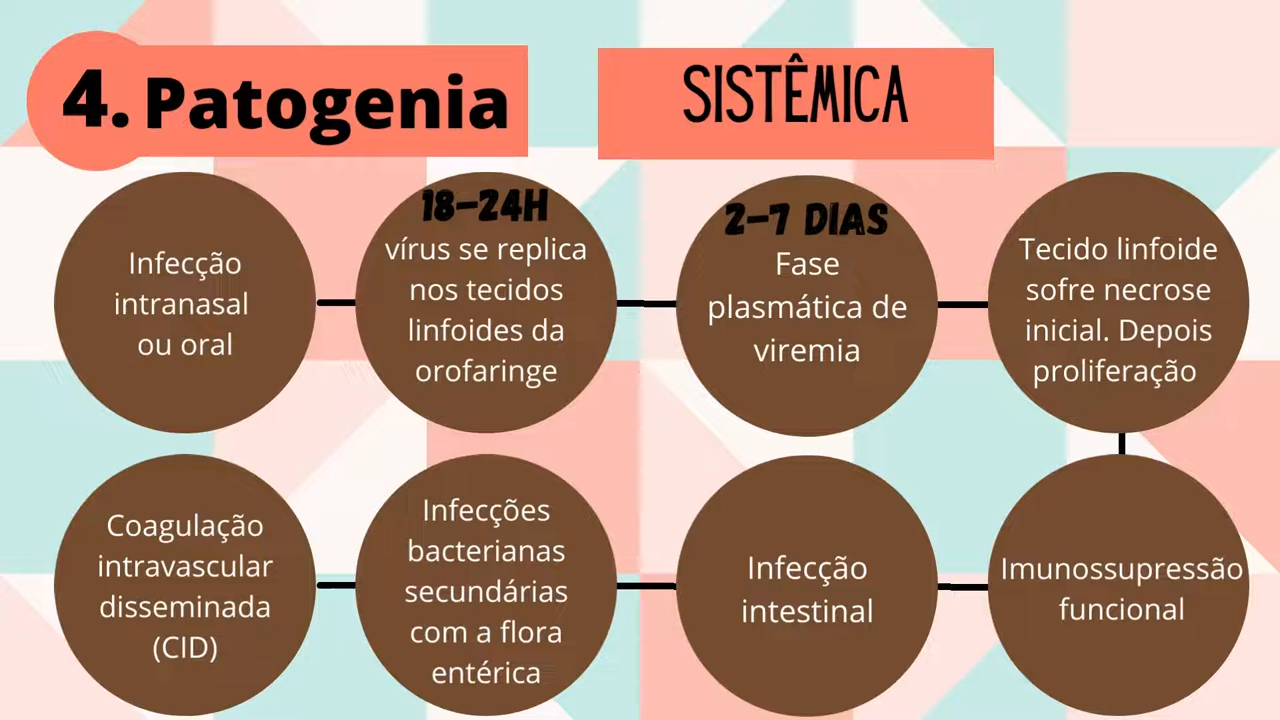 4. Patogenia
SISTÊMICA
Infecção
intranasal
ou oral
18-24H
vírus se replica
nos tecidos
linfoides da
orofaringe
2-7 DIAS
Fase
plasmática de
viremia
Tecido linfoide
sofre necrose
inicial. Depois
proliferação
Imunossupressão
funcional
Infecção
intestinal
Infecções
bacterianas
secundárias
com a flora
entérica
Coagulação
intravascular
disseminada
(CID)